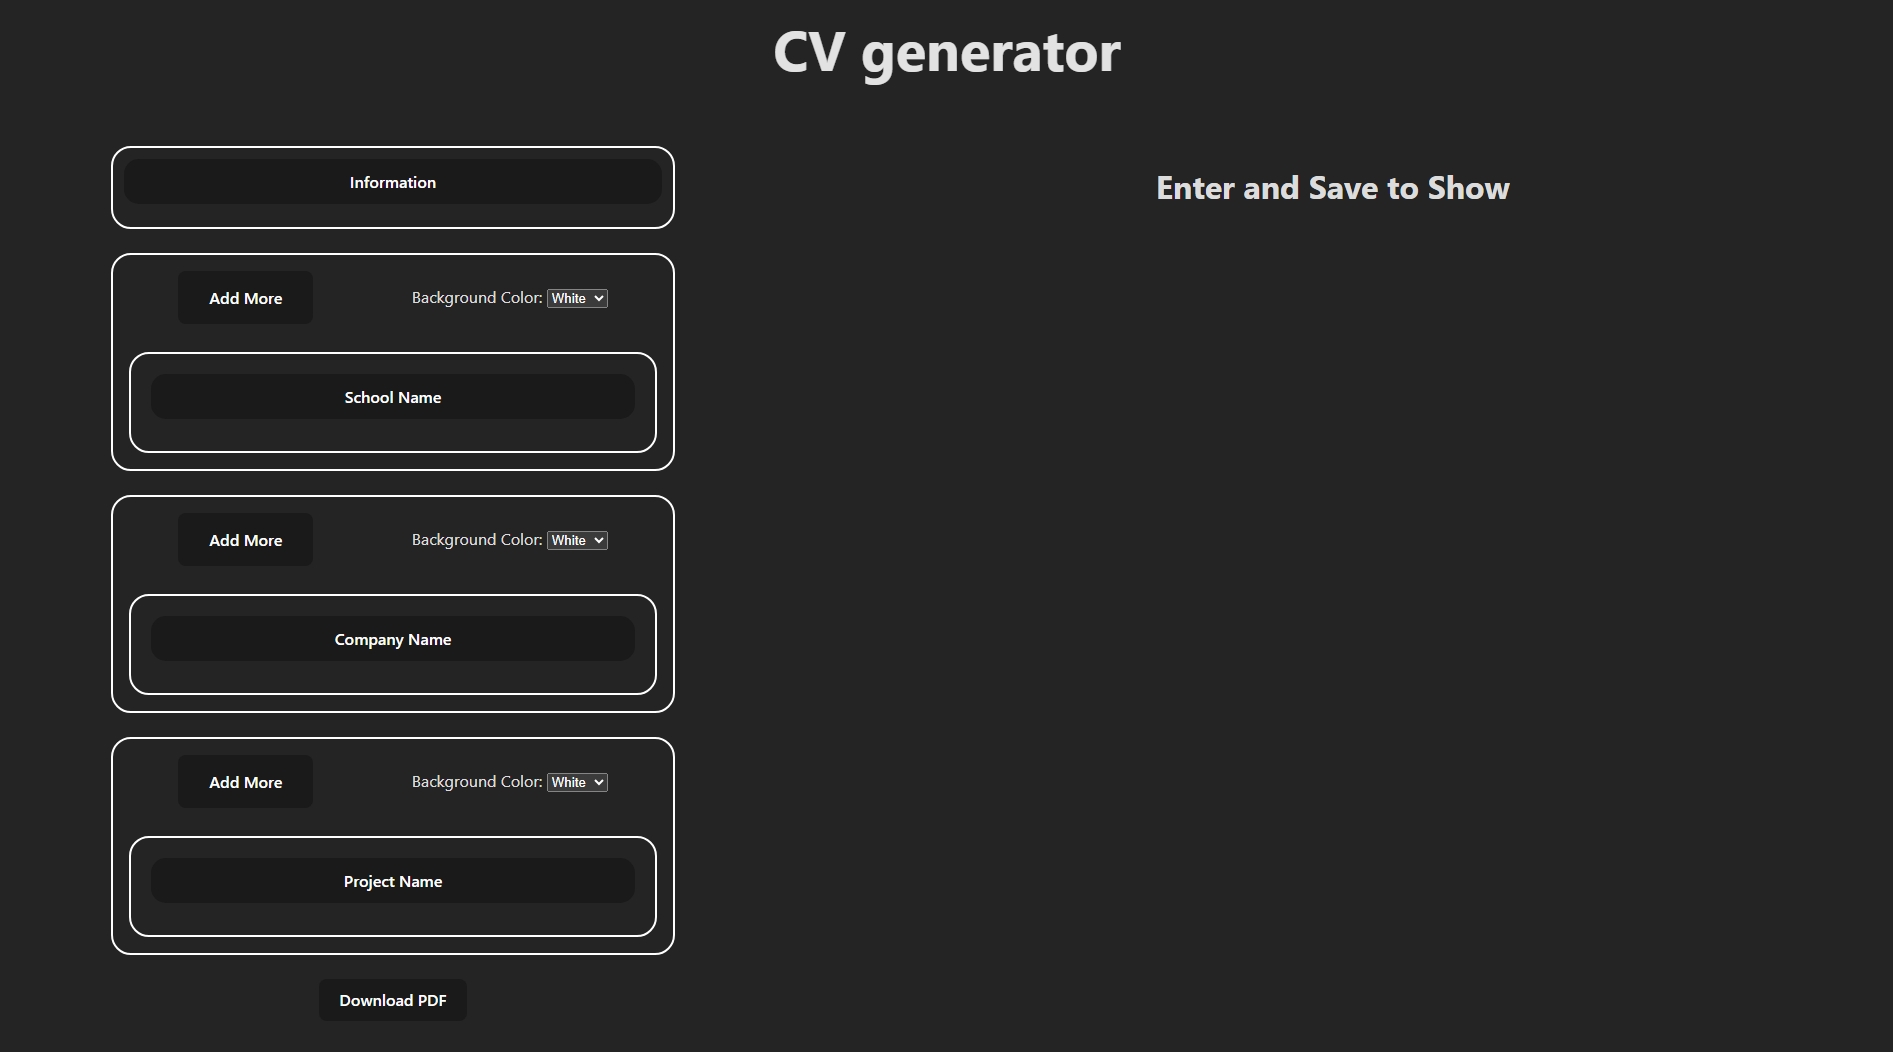 CV generator
Information
Enter and Save to Show
Add More
Background Color: White
School Name
Add More
Background Color: White
Company Name
Add More
Background Color: White
Project Name
Download PDF